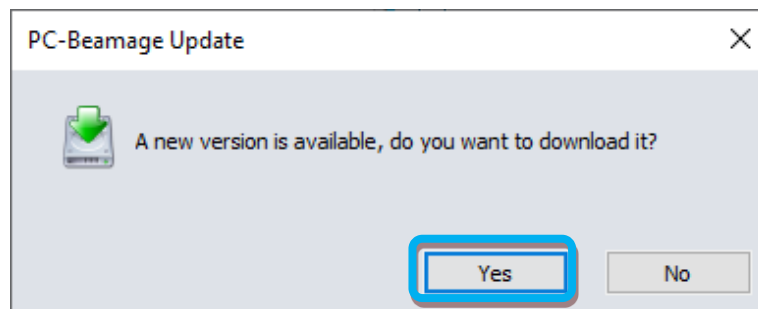 PC-Beamage Update
A new version is available, do you want to download it?
Yes
No